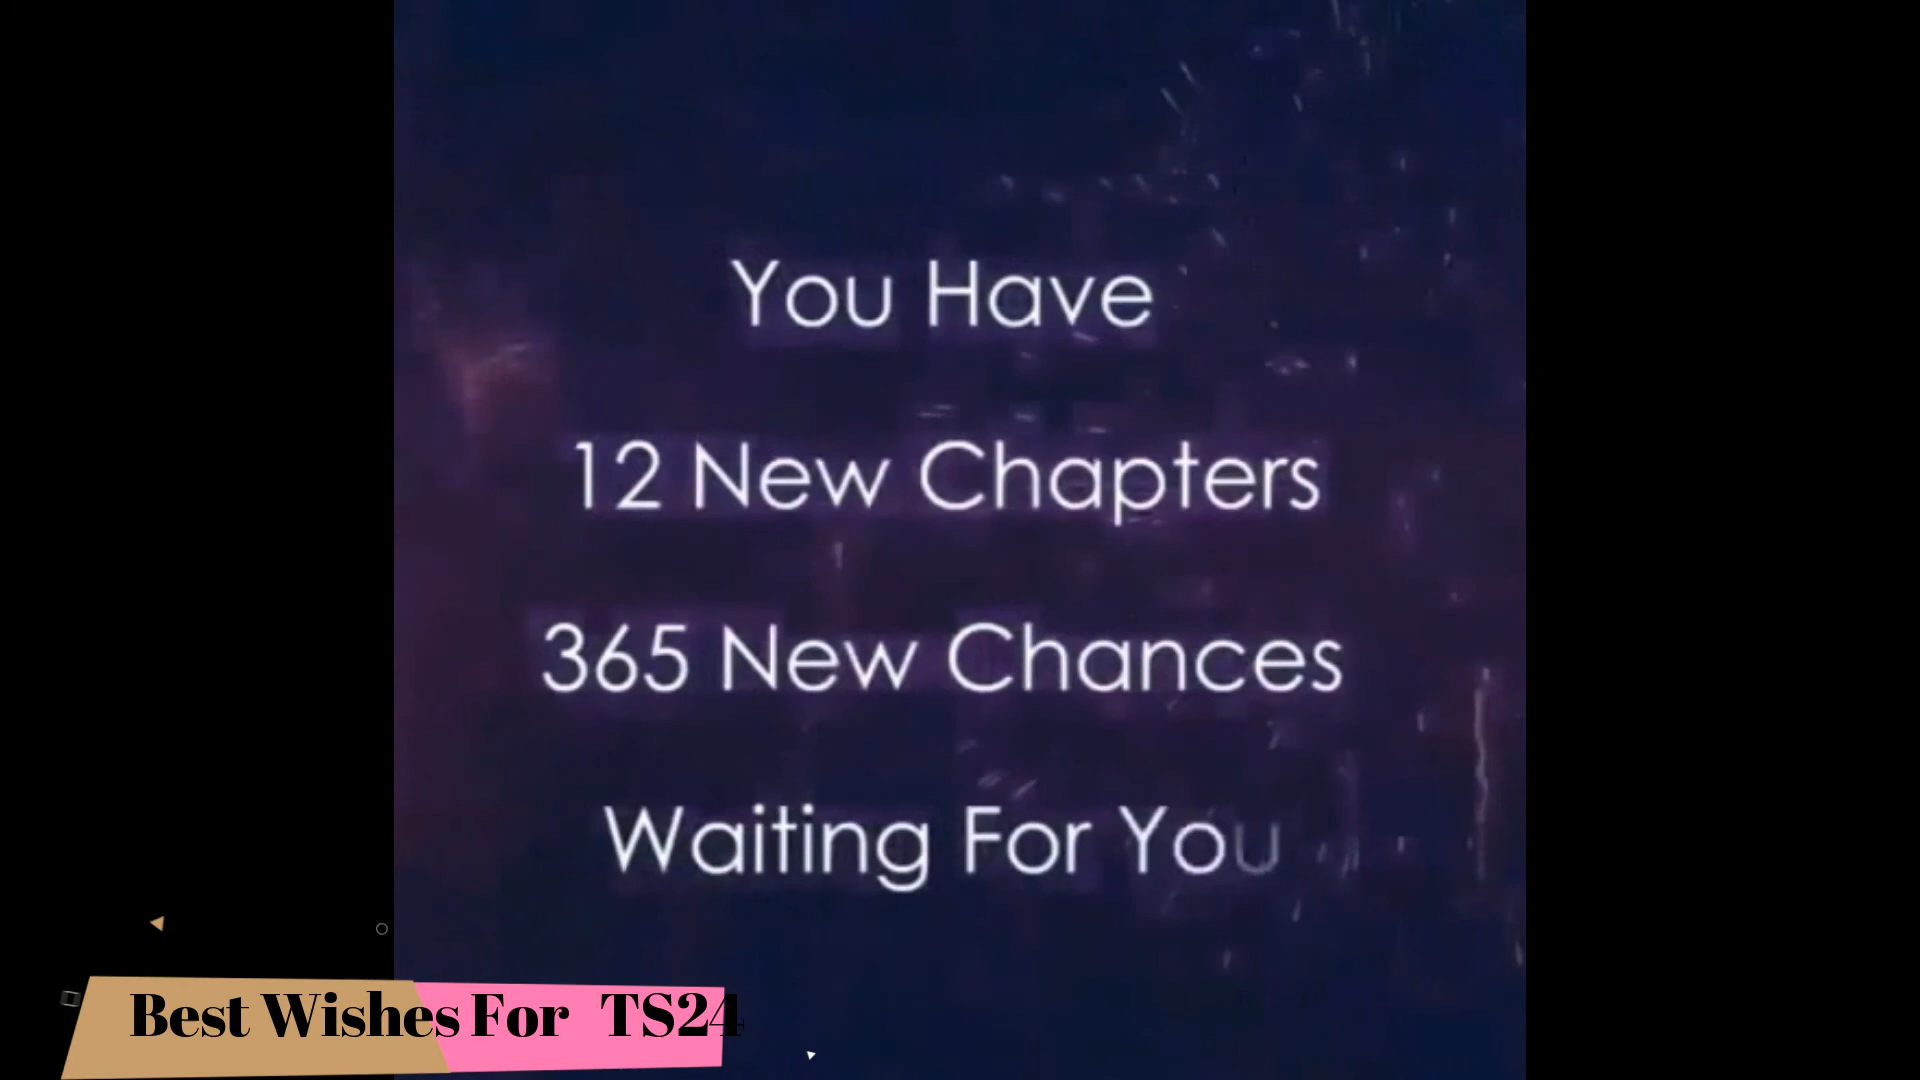 You Have
12 New Chapters
365 New Chances
Waiting For You
Best Wishes For TS24